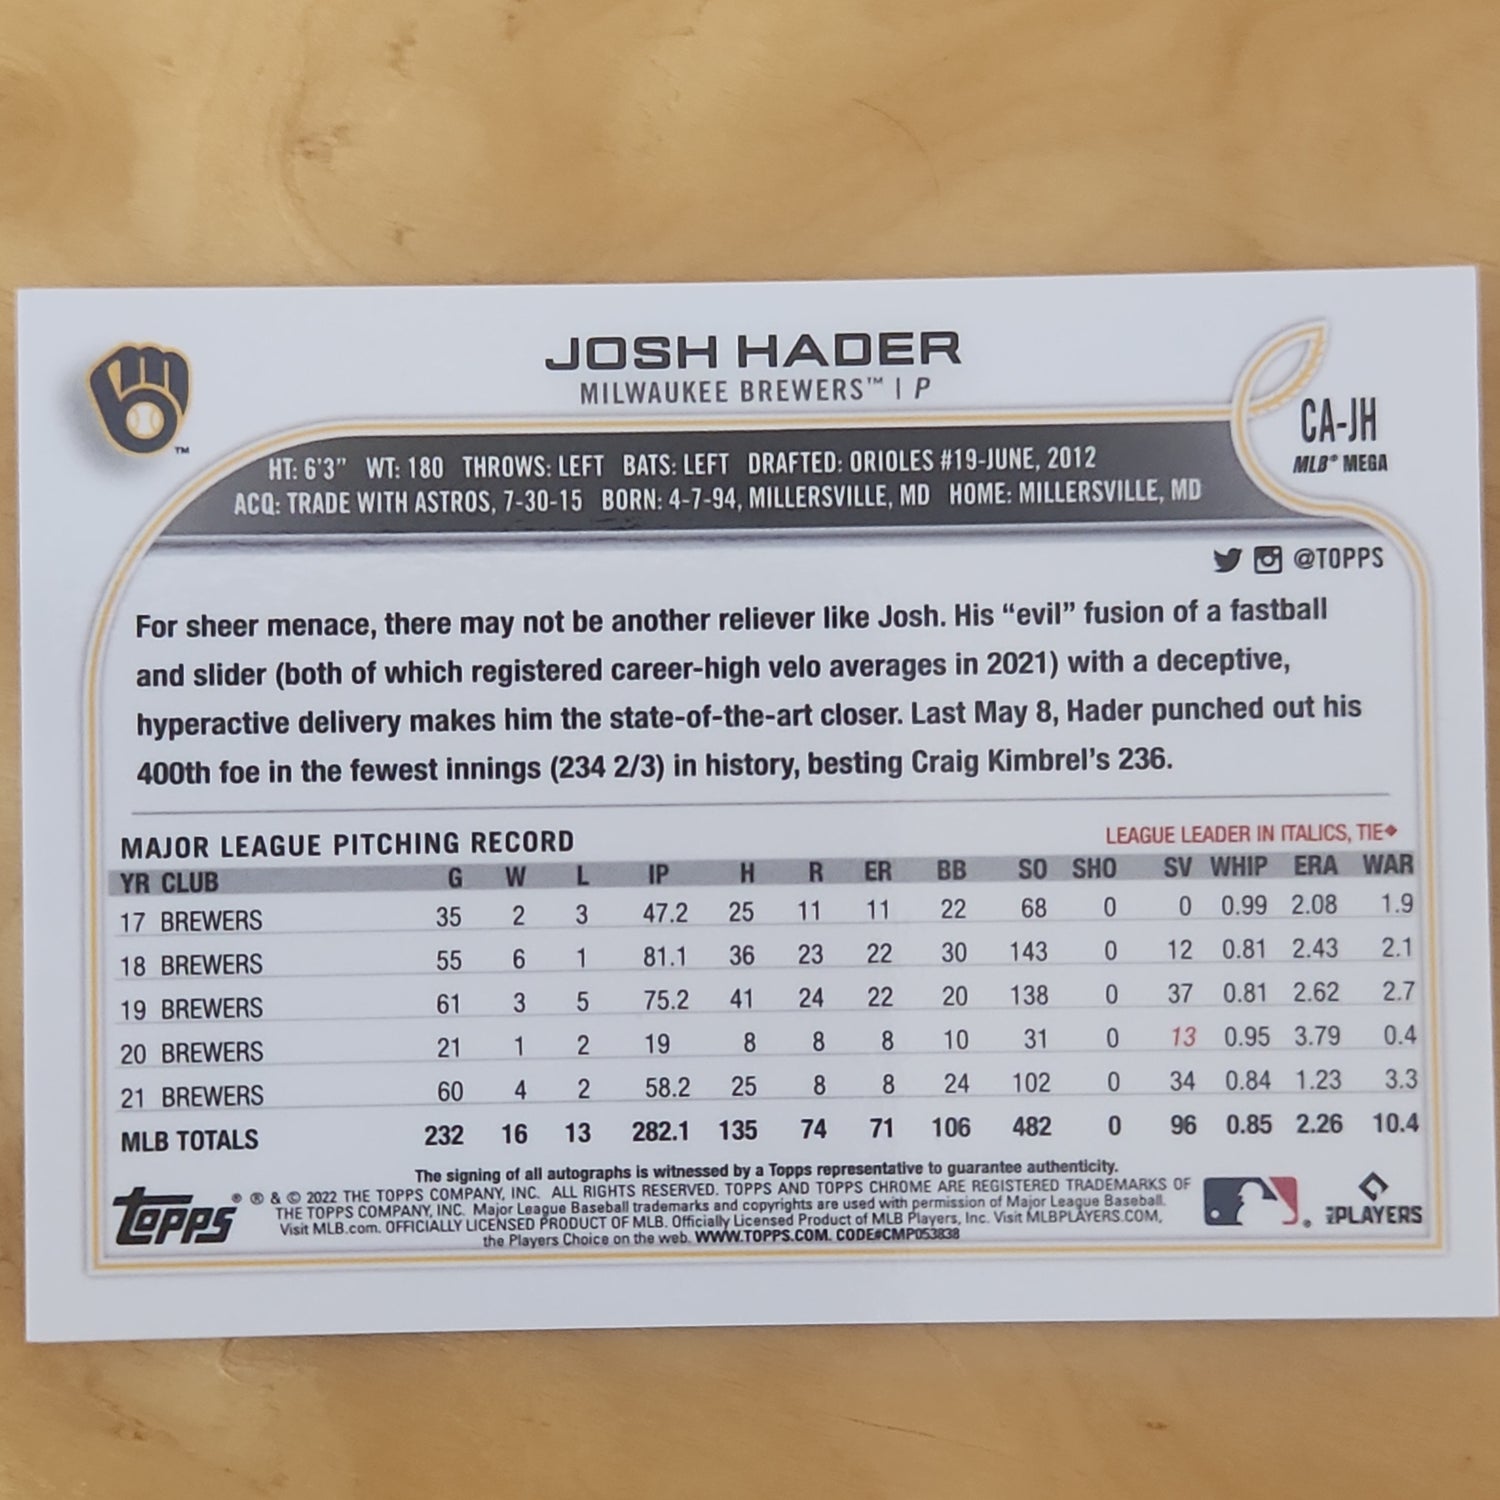 JOSH HADER
MILWAUKEE BREWERS™ | P
CA-JH
MLB® MEGA
™
HT: 6'3" WT: 180 THROWS: LEFT BATS: LEFT DRAFTED: ORIOLES #19-JUNE, 2012
ACQ: TRADE WITH ASTROS, 7-30-15 BORN: 4-7-94, MILLERSVILLE, MD HOME: MILLERSVILLE, MD
@TOPPS
For sheer menace, there may not be another reliever like Josh. His “evil” fusion of a fastball
and slider (both of which registered career-high velo averages in 2021) with a deceptive,
hyperactive delivery makes him the state-of-the-art closer. Last May 8, Hader punched out his
400th foe in the fewest innings (234 2/3) in history, besting Craig Kimbrel’s 236.
MAJOR LEAGUE PITCHING RECORD LEAGUE LEADER IN ITALICS, TIE◆
YR CLUB G W L IP H R ER BB SO SHO SV WHIP ERA WAR
17 BREWERS 35 2 3 47.2 25 11 11 22 68 0 0 0.99 2.08 1.9
18 BREWERS 55 6 1 81.1 36 23 22 30 143 0 12 0.81 2.43 2.1
19 BREWERS 61 3 5 75.2 41 24 22 20 138 0 37 0.81 2.62 2.7
20 BREWERS 21 1 2 19 8 8 8 10 31 0 13 0.95 3.79 0.4
21 BREWERS 60 4 2 58.2 25 8 8 24 102 0 34 0.84 1.23 3.3
MLB TOTALS 232 16 13 282.1 135 74 71 106 482 0 96 0.85 2.26 10.4
The signing of all autographs is witnessed by a Topps representative to guarantee authenticity.
® & © 2022 THE TOPPS COMPANY, INC. ALL RIGHTS RESERVED. TOPPS AND TOPPS CHROME ARE REGISTERED TRADEMARKS OF
THE TOPPS COMPANY, INC. Major League Baseball trademarks and copyrights are used with permission of Major League Baseball.
Visit MLB.com. OFFICIALLY LICENSED PRODUCT OF MLB. Officially Licensed Product of MLB Players, Inc. Visit MLBPLAYERS.COM,
the Players Choice on the web. WWW.TOPPS.COM. CODE#CMP053838
TOPPS ®
®
MLB PLAYERS